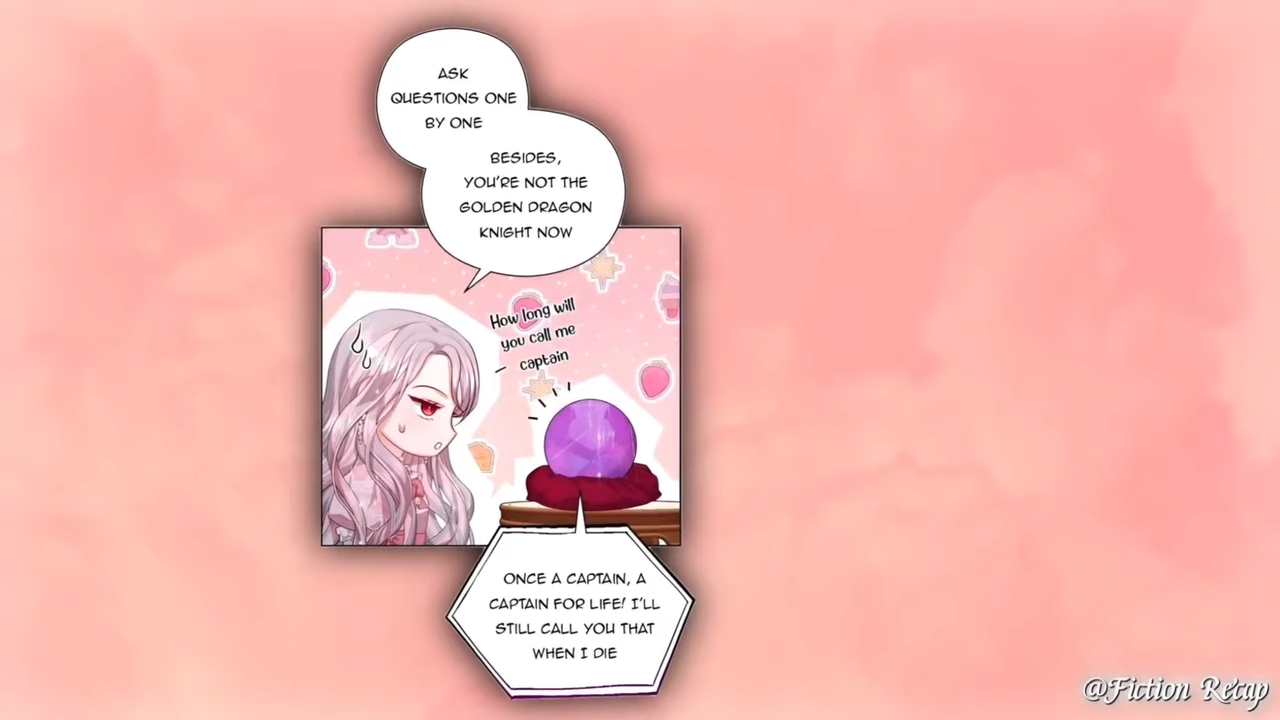 ASK
QUESTIONS ONE
BY ONE
BESIDES,
YOU'RE NOT THE
GOLDEN DRAGON
KNIGHT NOW
How long will
you call me
captain
ONCE A CAPTAIN, A
CAPTAIN FOR LIFE! I'LL
STILL CALL YOU THAT
WHEN I DIE
@Fiction Recap